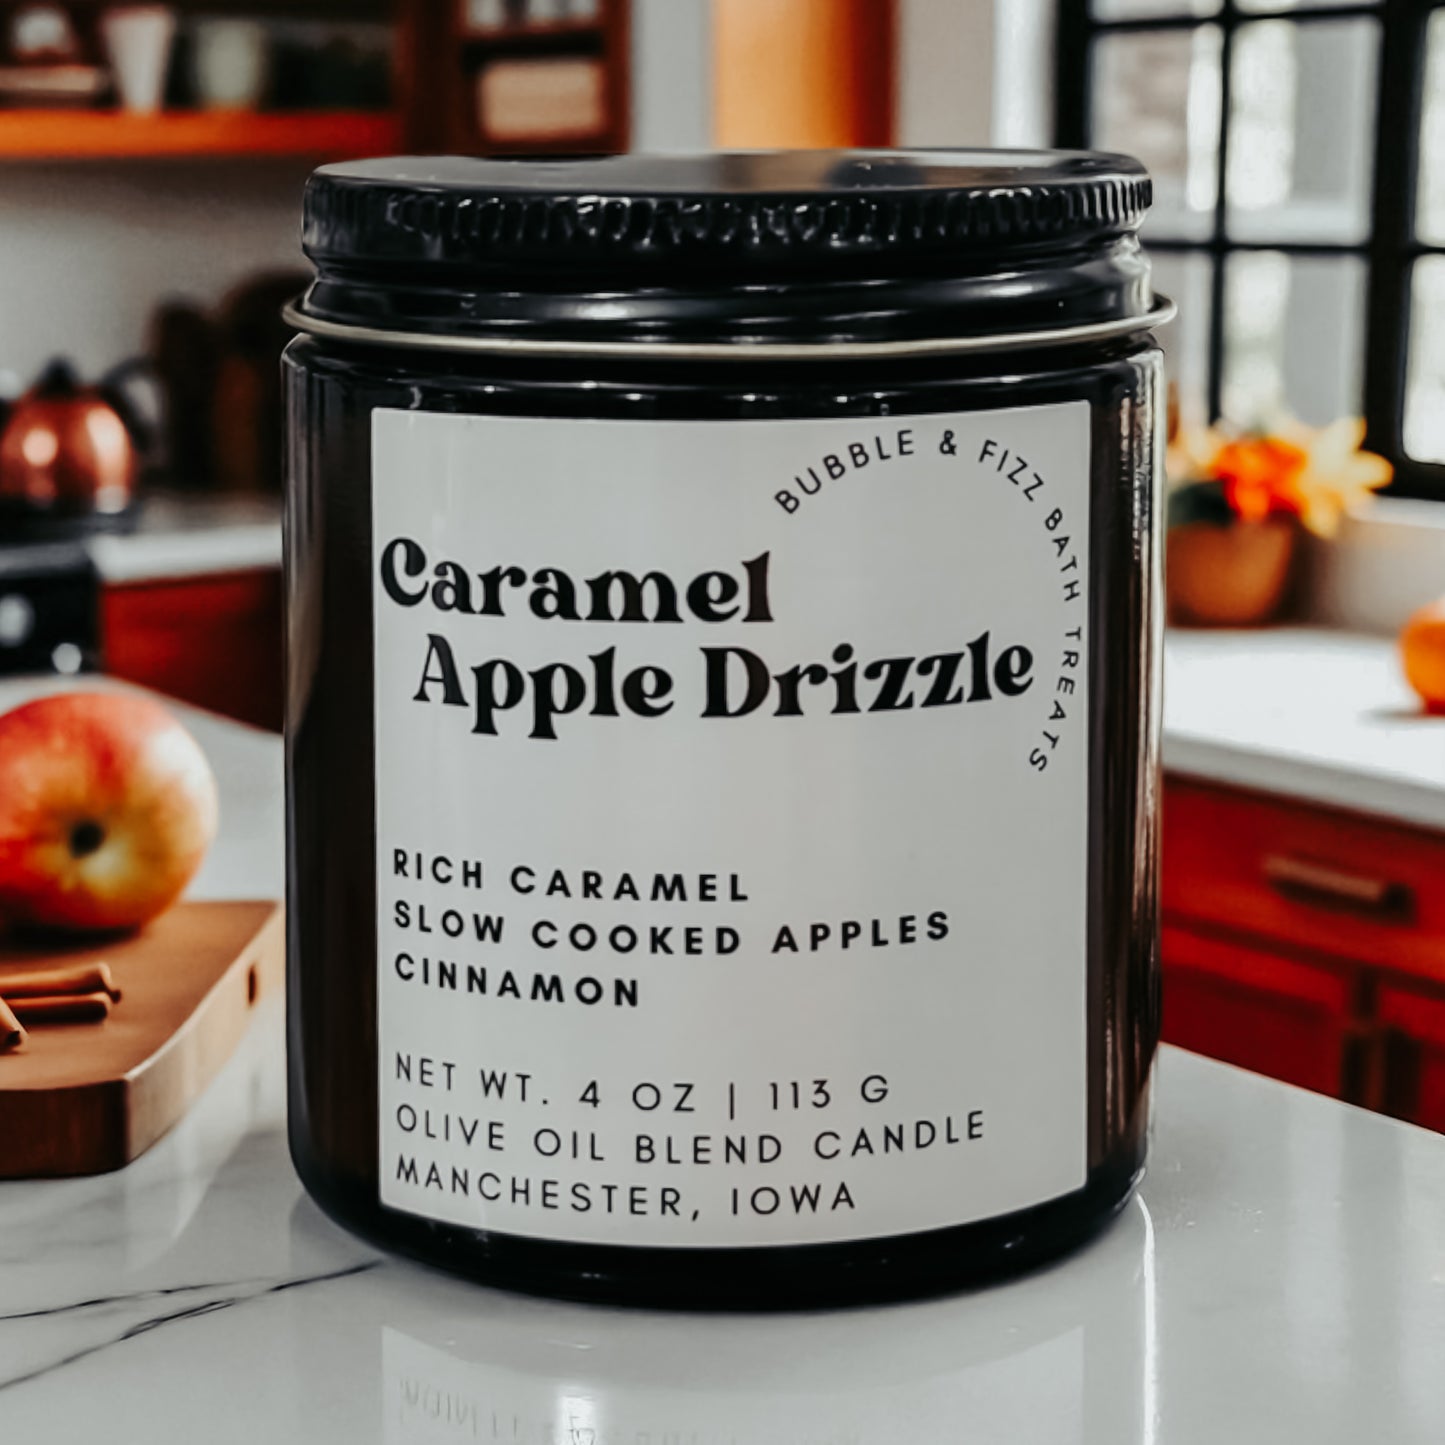 BUBBLE & FIZZ BATH TREATS
Caramel
Apple Drizzle
RICH CARAMEL
SLOW COOKED APPLES
CINNAMON
NET WT. 4 OZ | 113 G
OLIVE OIL BLEND CANDLE
MANCHESTER, IOWA